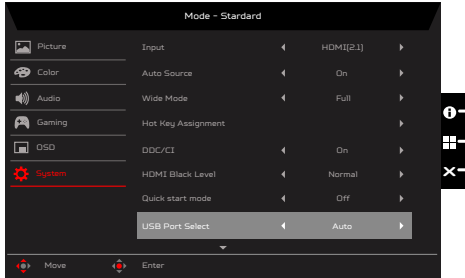 Mode - Stardard
Picture
Color
Audio
Gaming
OSD
System
Input HDMI(2.1)
Auto Source On
Wide Mode Full
Hot Key Assignment
DDC/CI On
HDMI Black Level Normal
Quick start mode Off
USB Port Select Auto
Move Enter